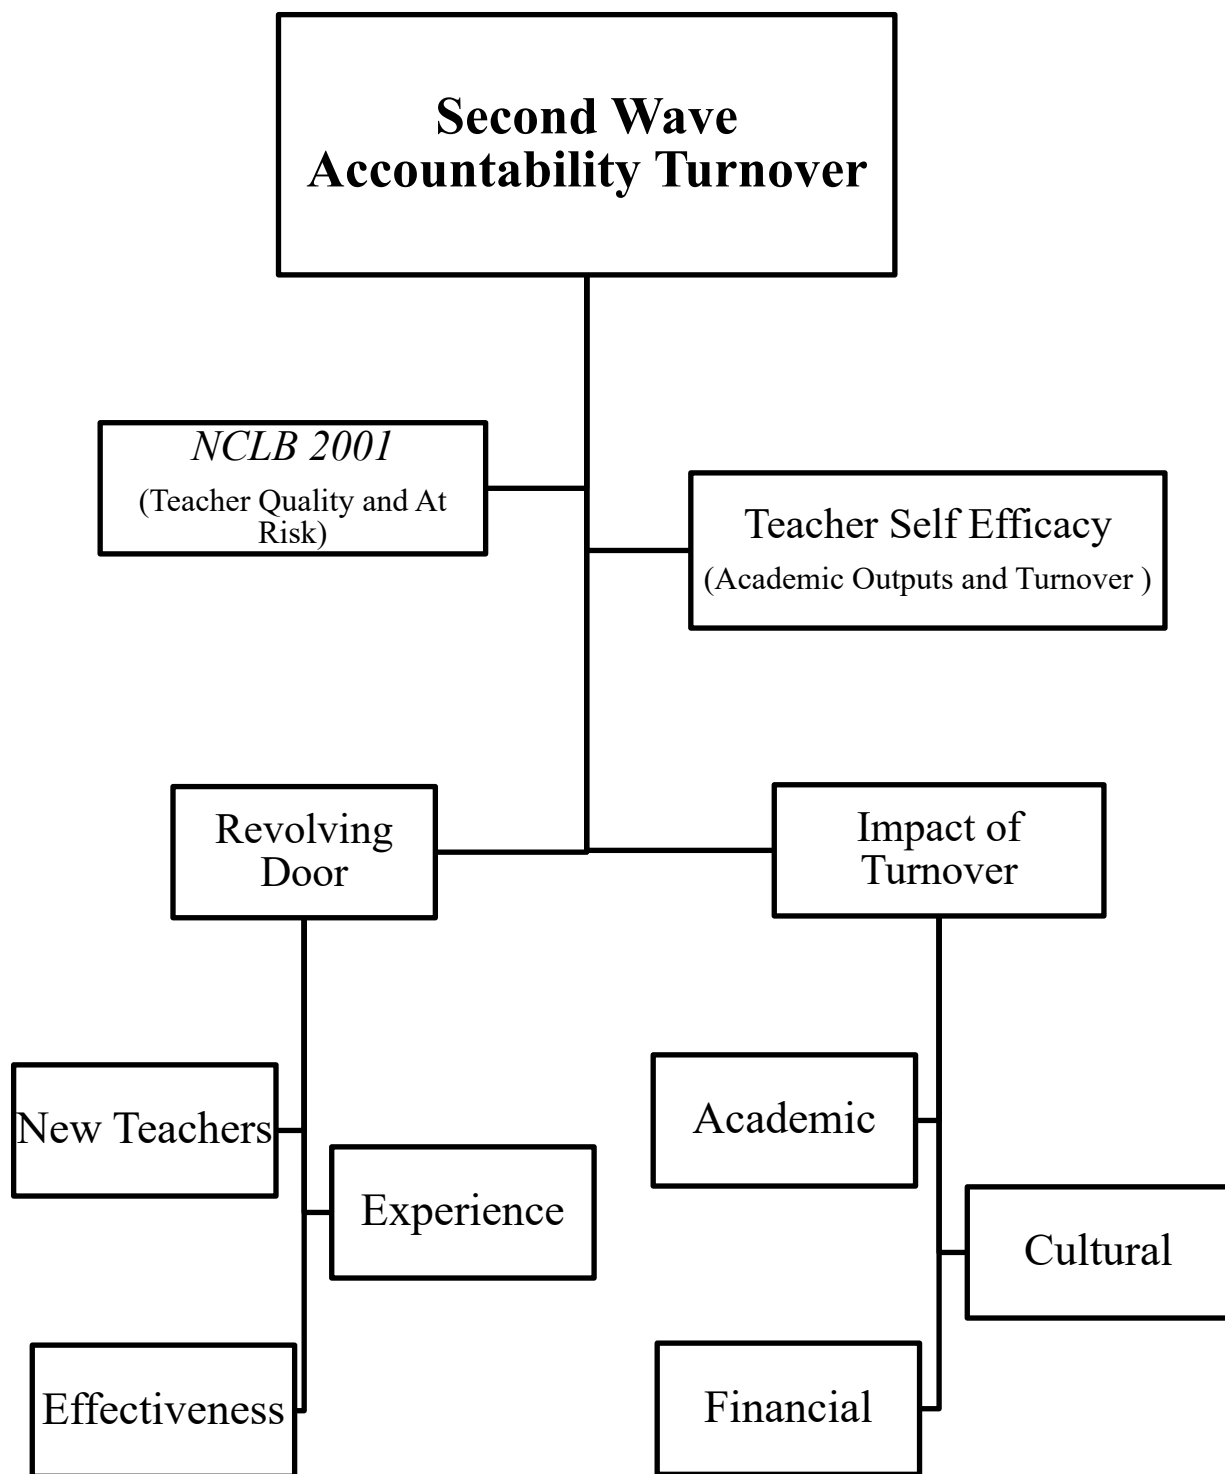 Second Wave
Accountability Turnover
NCLB 2001
(Teacher Quality and At
Risk)
Teacher Self Efficacy
(Academic Outputs and Turnover )
Revolving
Door
Impact of
Turnover
New Teachers
Experience
Effectiveness
Academic
Cultural
Financial